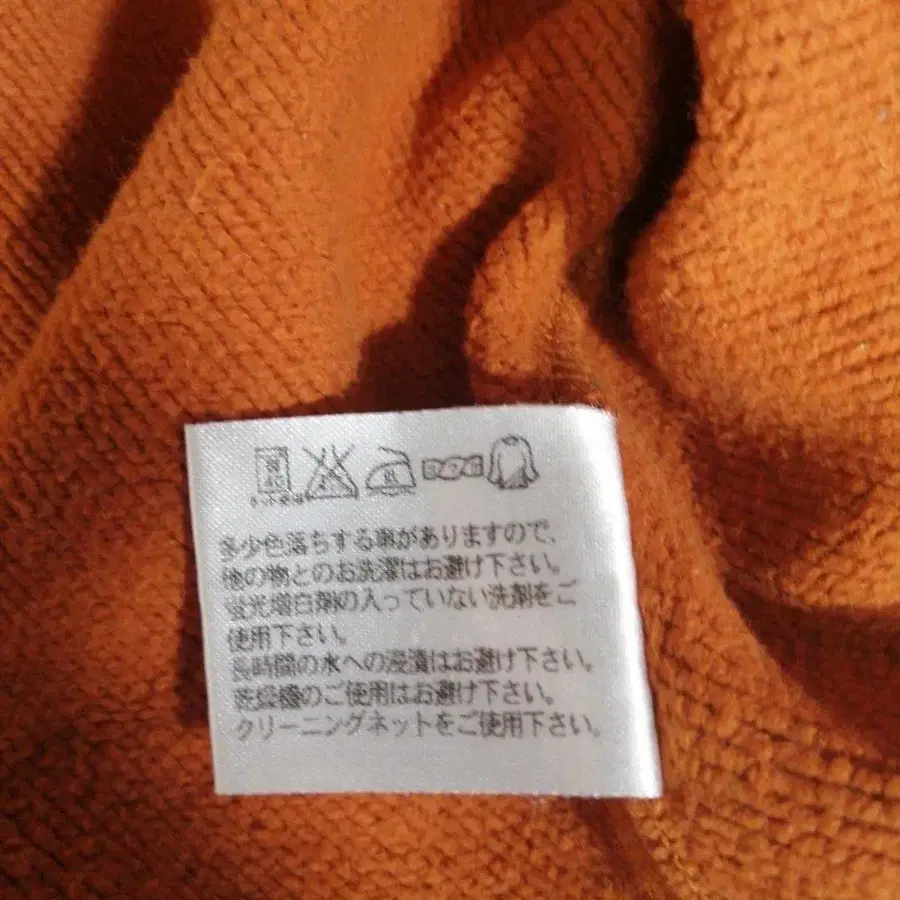 多少色落ちする事がありますので、
他の物とのお洗濯はお避け下さい。
蛍光増白剤の入っていない洗剤をご
使用下さい。
長時間の水への浸漬はお避け下さい。
乾燥機のご使用はお避け下さい。
クリーニングネットをご使用下さい。